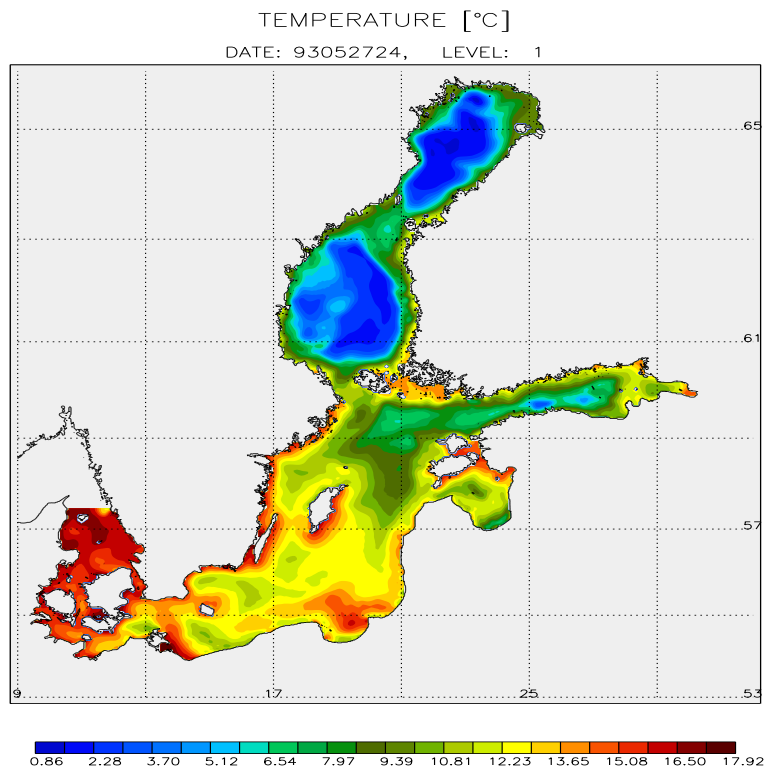 TEMPERATURE [°C]
DATE: 93052724, LEVEL: 1
65
61
57
9 17 25 53
0.86 2.28 3.70 5.12 6.54 7.97 9.39 10.81 12.23 13.65 15.08 16.50 17.92